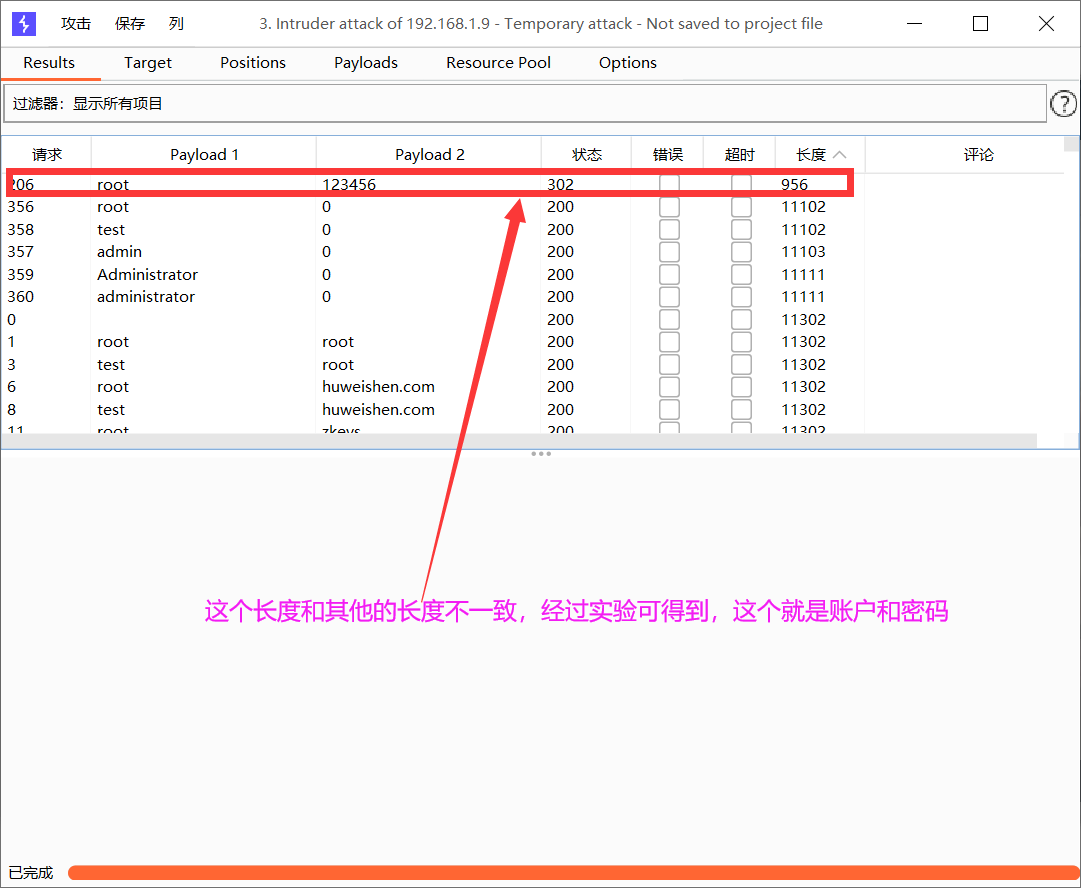 攻击 保存 列 3. Intruder attack of 192.168.1.9 - Temporary attack - Not saved to project file
Results Target Positions Payloads Resource Pool Options
过滤器：显示所有项目
请求 Payload 1 Payload 2 状态 错误 超时 长度 评论
206 root 123456 302 956
356 root 0 200 11102
358 test 0 200 11102
357 admin 0 200 11103
359 Administrator 0 200 11111
360 administrator 0 200 11111
0 200 11302
1 root root 200 11302
3 test root 200 11302
6 root huweishen.com 200 11302
8 test huweishen.com 200 11302
11 root zkeys 200 11302
这个长度和其他的长度不一致，经过实验可得到，这个就是账户和密码
已完成